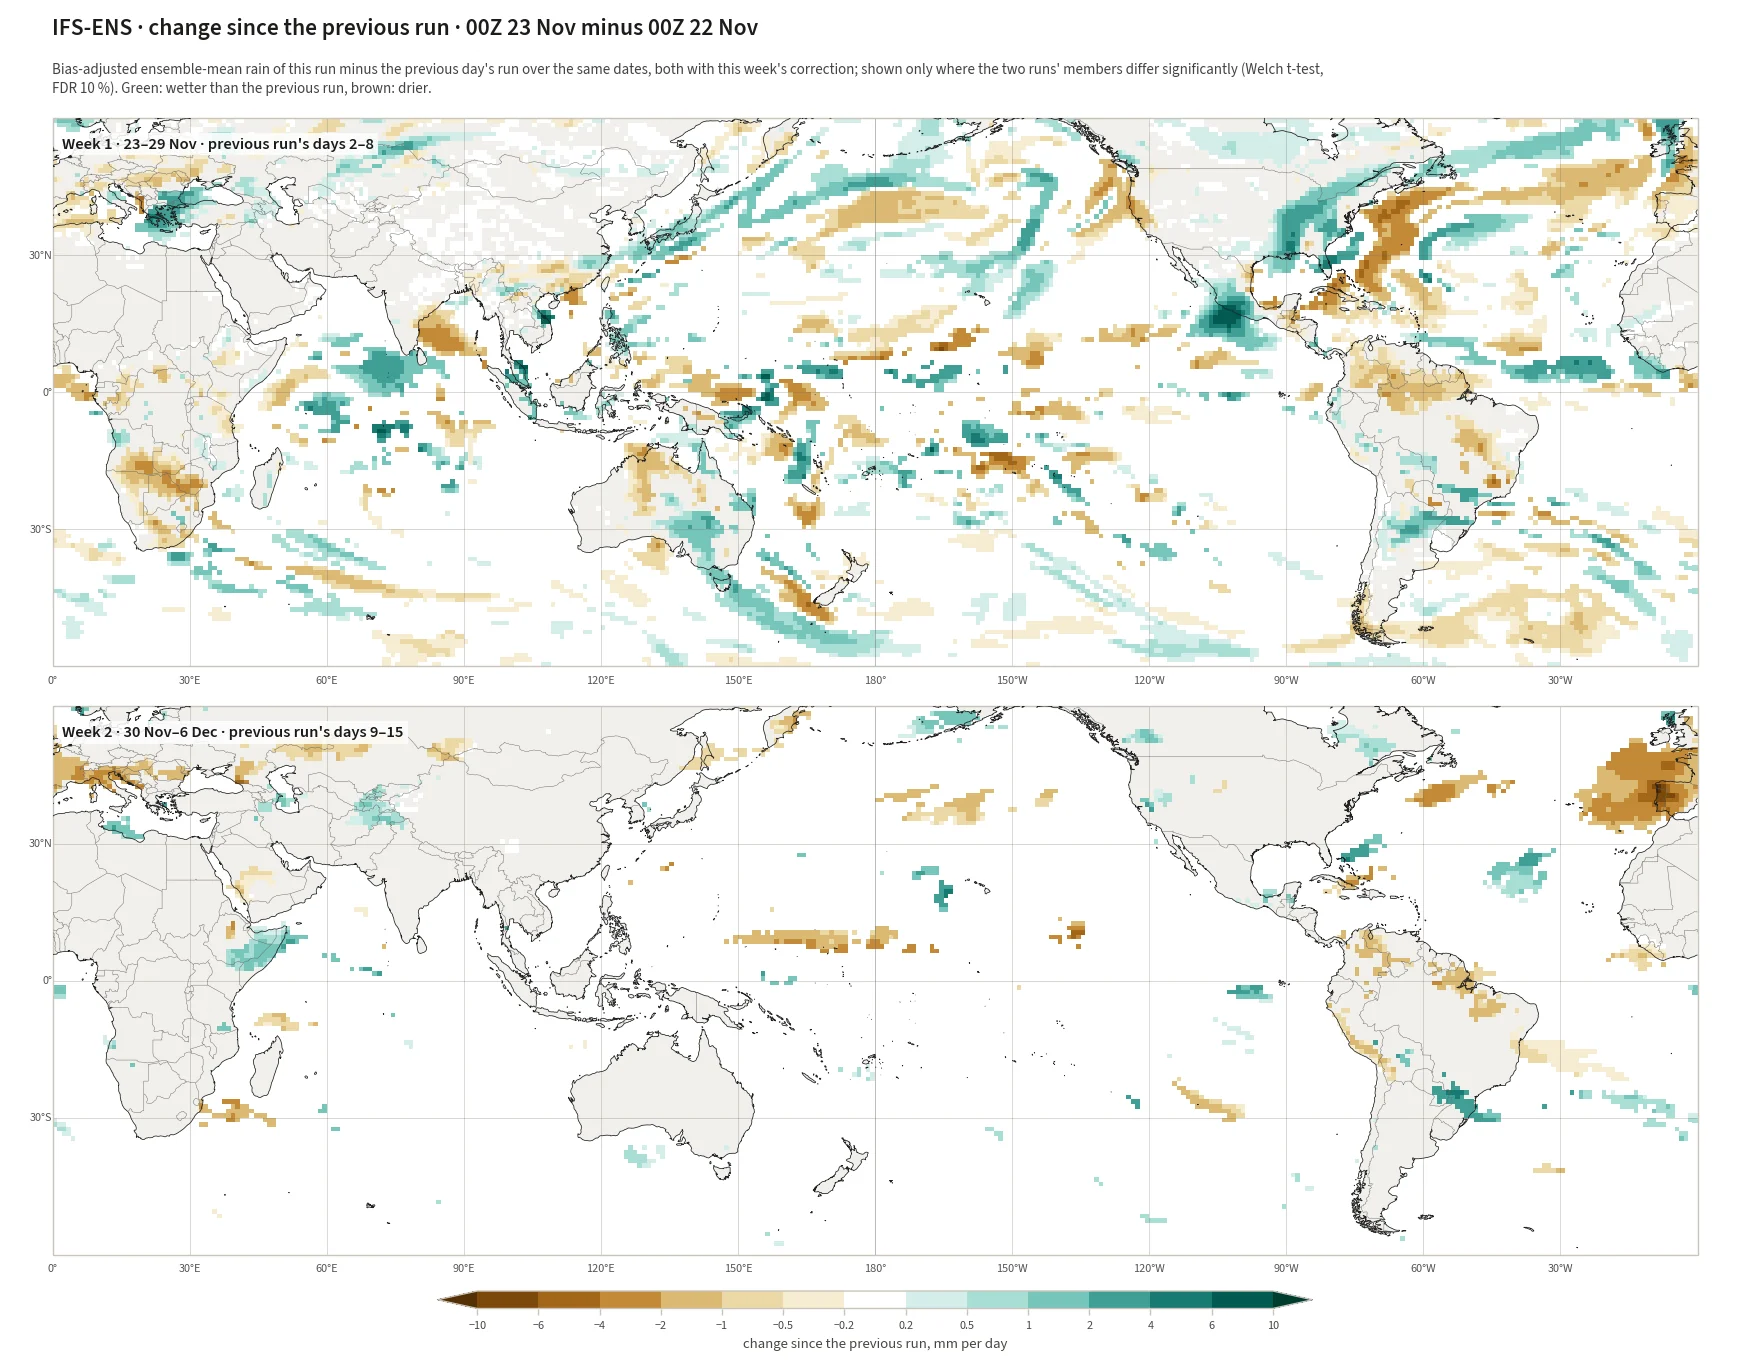 IFS-ENS · change since the previous run · 00Z 23 Nov minus 00Z 22 Nov
Bias-adjusted ensemble-mean rain of this run minus the previous day's run over the same dates, both with this week's correction; shown only where the two runs' members differ significantly (Welch t-test,
FDR 10 %). Green: wetter than the previous run, brown: drier.
Week 1 · 23–29 Nov · previous run's days 2–8
30°N
0°
30°S
0° 30°E 60°E 90°E 120°E 150°E 180° 150°W 120°W 90°W 60°W 30°W
Week 2 · 30 Nov–6 Dec · previous run's days 9–15
30°N
0°
30°S
0° 30°E 60°E 90°E 120°E 150°E 180° 150°W 120°W 90°W 60°W 30°W
−10 −6 −4 −2 −1 −0.5 −0.2 0.2 0.5 1 2 4 6 10
change since the previous run, mm per day